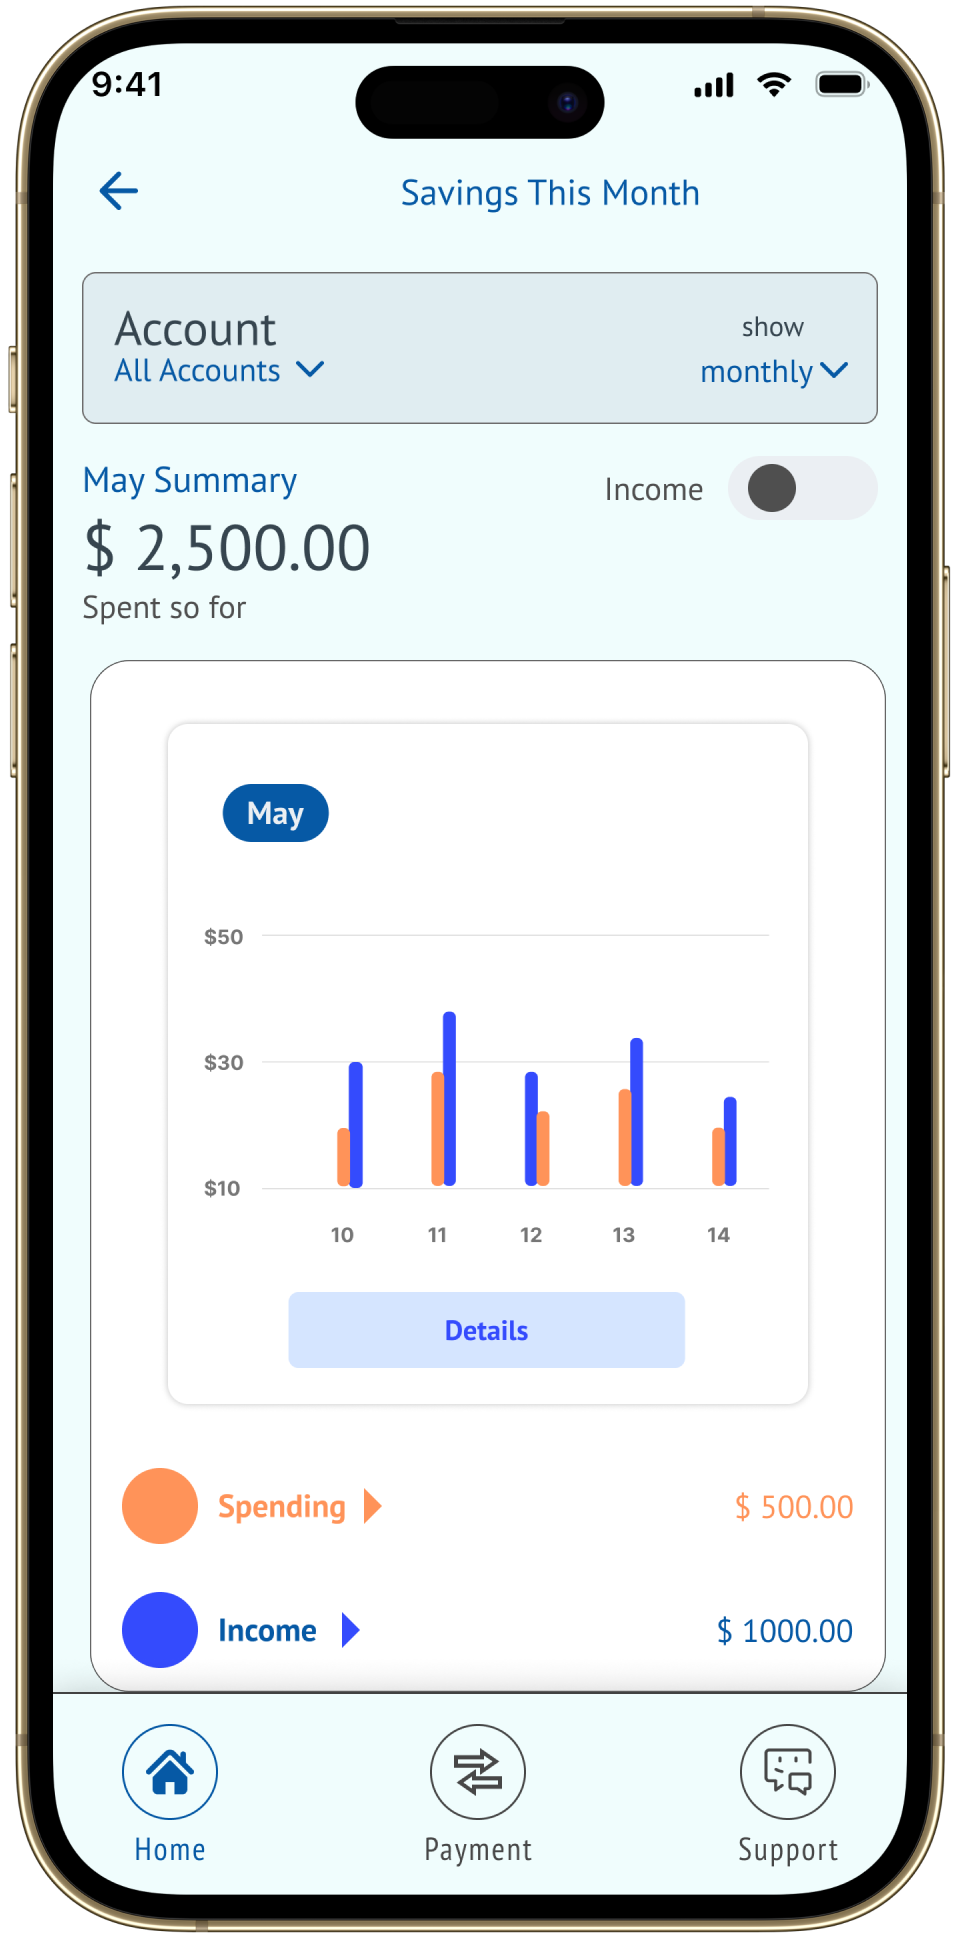 9:41
Savings This Month
Account
All Accounts
show
monthly
May Summary
Income
$ 2,500.00
Spent so for
May
$50
$30
$10
10 11 12 13 14
Details
Spending $ 500.00
Income $ 1000.00
Home Payment Support